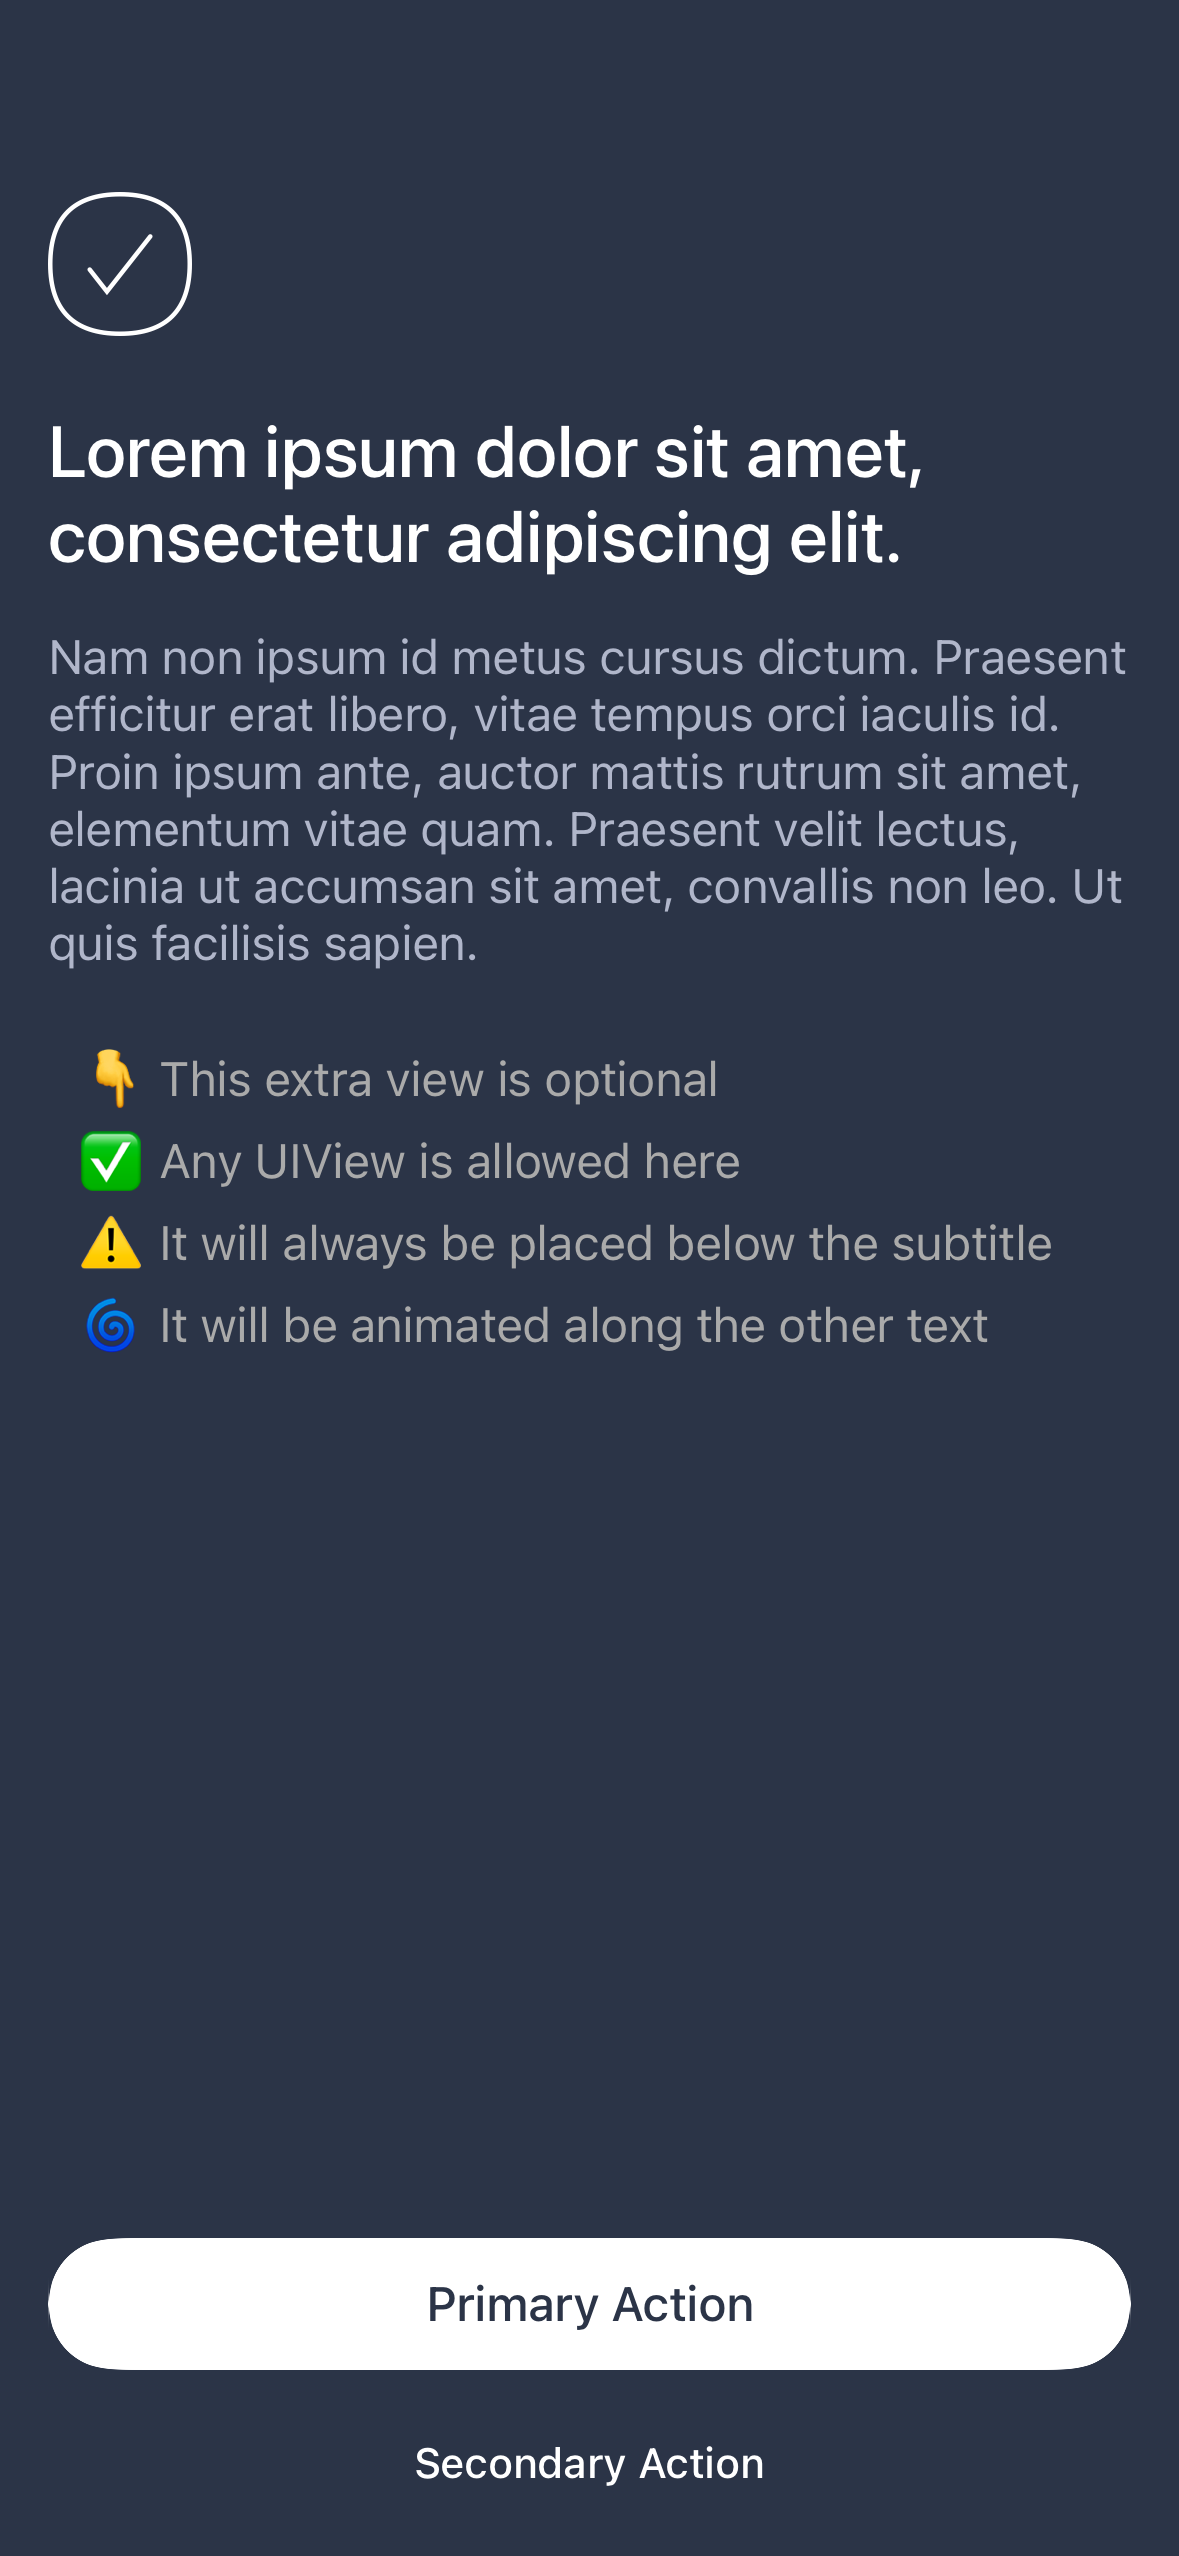 Lorem ipsum dolor sit amet,
consectetur adipiscing elit.
Nam non ipsum id metus cursus dictum. Praesent
efficitur erat libero, vitae tempus orci iaculis id.
Proin ipsum ante, auctor mattis rutrum sit amet,
elementum vitae quam. Praesent velit lectus,
lacinia ut accumsan sit amet, convallis non leo. Ut
quis facilisis sapien.
👇 This extra view is optional
✅ Any UIView is allowed here
⚠️ It will always be placed below the subtitle
🌀 It will be animated along the other text
Primary Action
Secondary Action